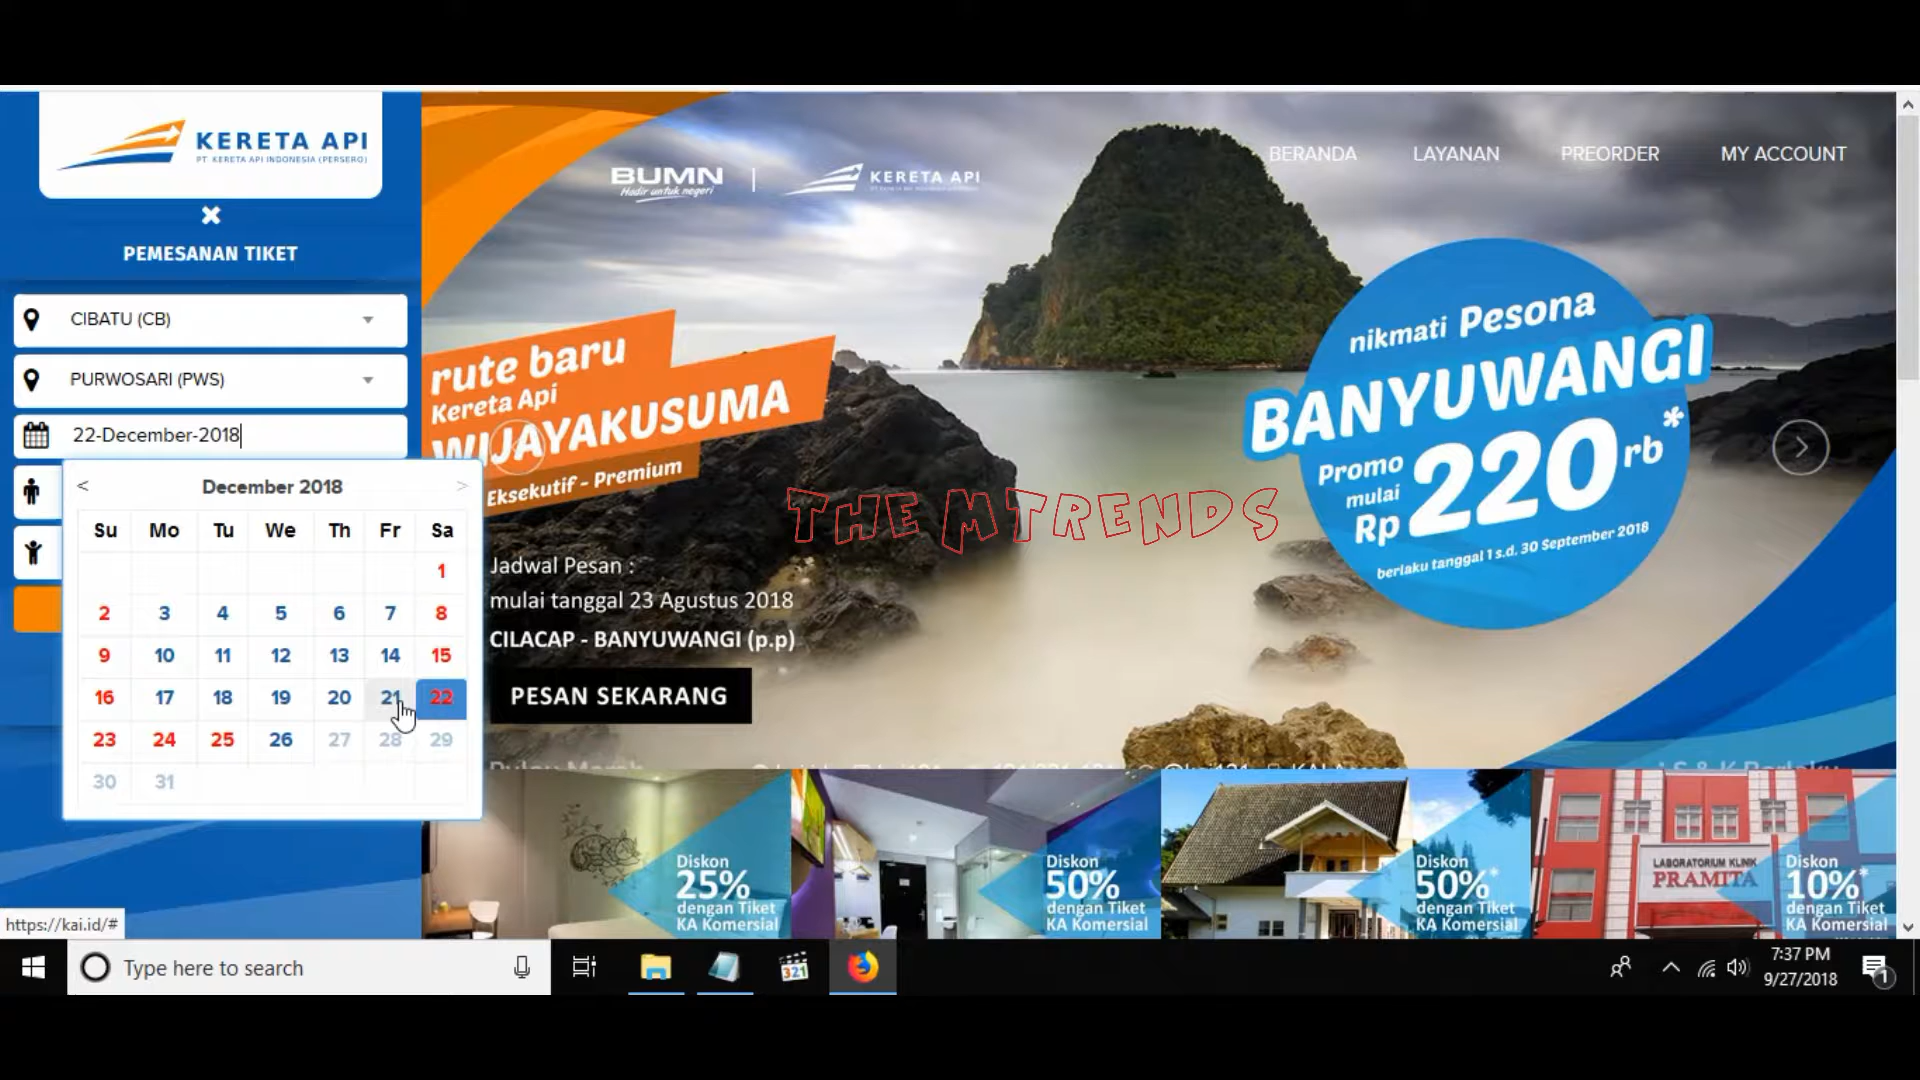 KERETA API
PT. KERETA API INDONESIA (PERSERO)
PEMESANAN TIKET
CIBATU (CB)
PURWOSARI (PWS)
22-December-2018
< December 2018 >
Su Mo Tu We Th Fr Sa
1
2 3 4 5 6 7 8
9 10 11 12 13 14 15
16 17 18 19 20 21 22
23 24 25 26 27 28 29
30 31
https://kai.id/#
BUMN
Hadir untuk negeri
KERETA API
BERANDA LAYANAN PREORDER MY ACCOUNT
rute baru
Kereta Api
WIJAYAKUSUMA
Eksekutif - Premium
Jadwal Pesan :
mulai tanggal 23 Agustus 2018
CILACAP - BANYUWANGI (p.p)
PESAN SEKARANG
THE MTRENDS
nikmati Pesona
BANYUWANGI
Promo
mulai
Rp 220 rb*
berlaku tanggal 1 s.d. 30 September 2018
Diskon
25%
dengan Tiket
KA Komersial
Diskon
50%
dengan Tiket
KA Komersial
Diskon
50%*
dengan Tiket
KA Komersial
LABORATORIUM KLINIK
PRAMITA
Diskon
10%*
dengan Tiket
KA Komersial
Type here to search
321
7:37 PM
9/27/2018
1